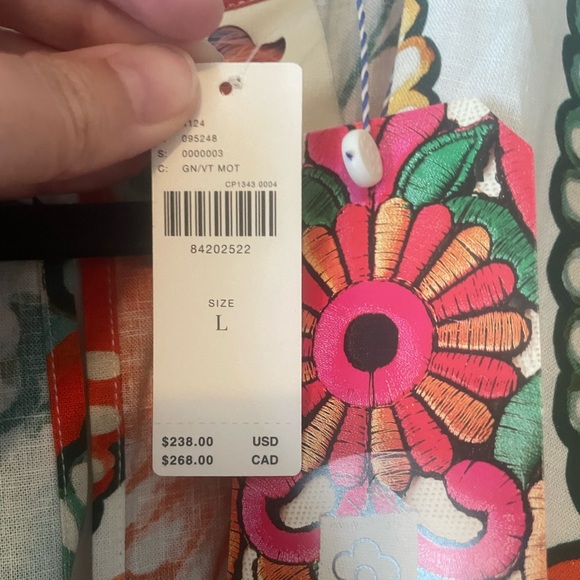 124
095248
S: 0000003
C: GN/VT MOT
CP1343 0004
84202522
SIZE
L
$238.00 USD
$268.00 CAD